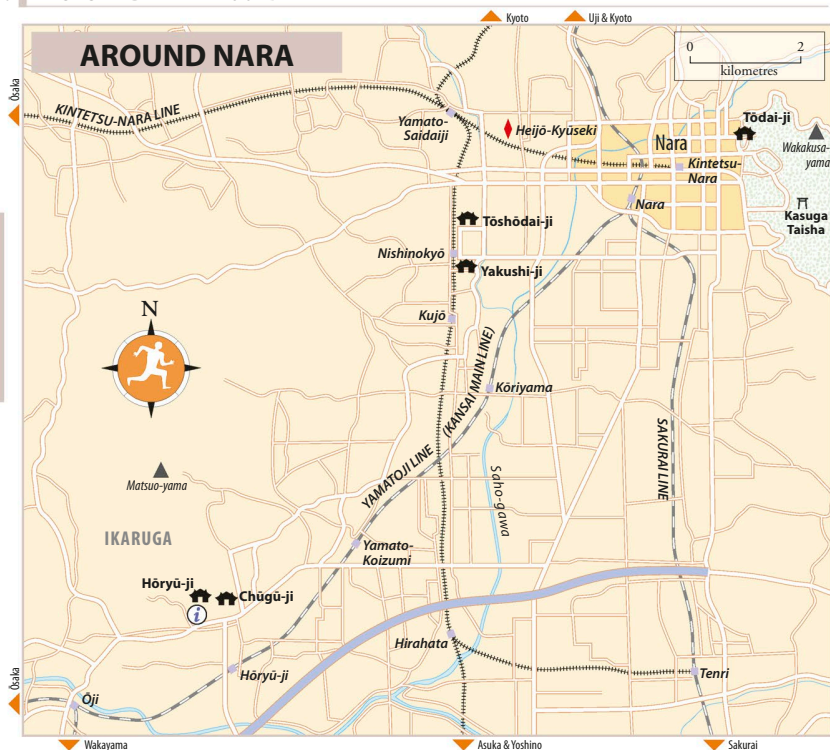 Kyoto
Uji & Kyoto
AROUND NARA
0 2
kilometres
Ōsaka
KINTETSU-NARA LINE
Yamato-
Saidaiji
Heijō-Kyūseki
Nara
Tōdai-ji
Wakakusa-
yama
Kintetsu-
Nara
Nara
Kasuga
Taisha
Tōshōdai-ji
Nishinokyō
Yakushi-ji
N
Kujō
(KANSAI MAIN LINE)
Kōriyama
YAMATOJI LINE
SAKURAI LINE
Saho-gawa
Matsuo-yama
IKARUGA
Yamato-
Koizumi
Hōryū-ji
Chūgū-ji
i
Hirahata
Hōryū-ji
Tenri
Ōsaka
Ōji
Wakayama
Asuka & Yoshino
Sakurai